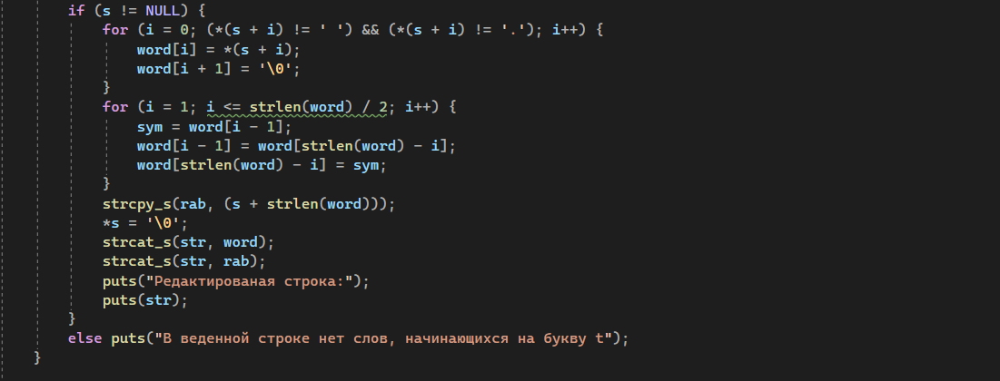 if (s != NULL) {
for (i = 0; (*(s + i) != ' ') && (*(s + i) != '.'); i++) {
word[i] = *(s + i);
word[i + 1] = '\0';
}
for (i = 1; i <= strlen(word) / 2; i++) {
sym = word[i - 1];
word[i - 1] = word[strlen(word) - i];
word[strlen(word) - i] = sym;
}
strcpy_s(rab, (s + strlen(word)));
*s = '\0';
strcat_s(str, word);
strcat_s(str, rab);
puts("Редактированая строка:");
puts(str);
}
else puts("В веденной строке нет слов, начинающихся на букву t");
}